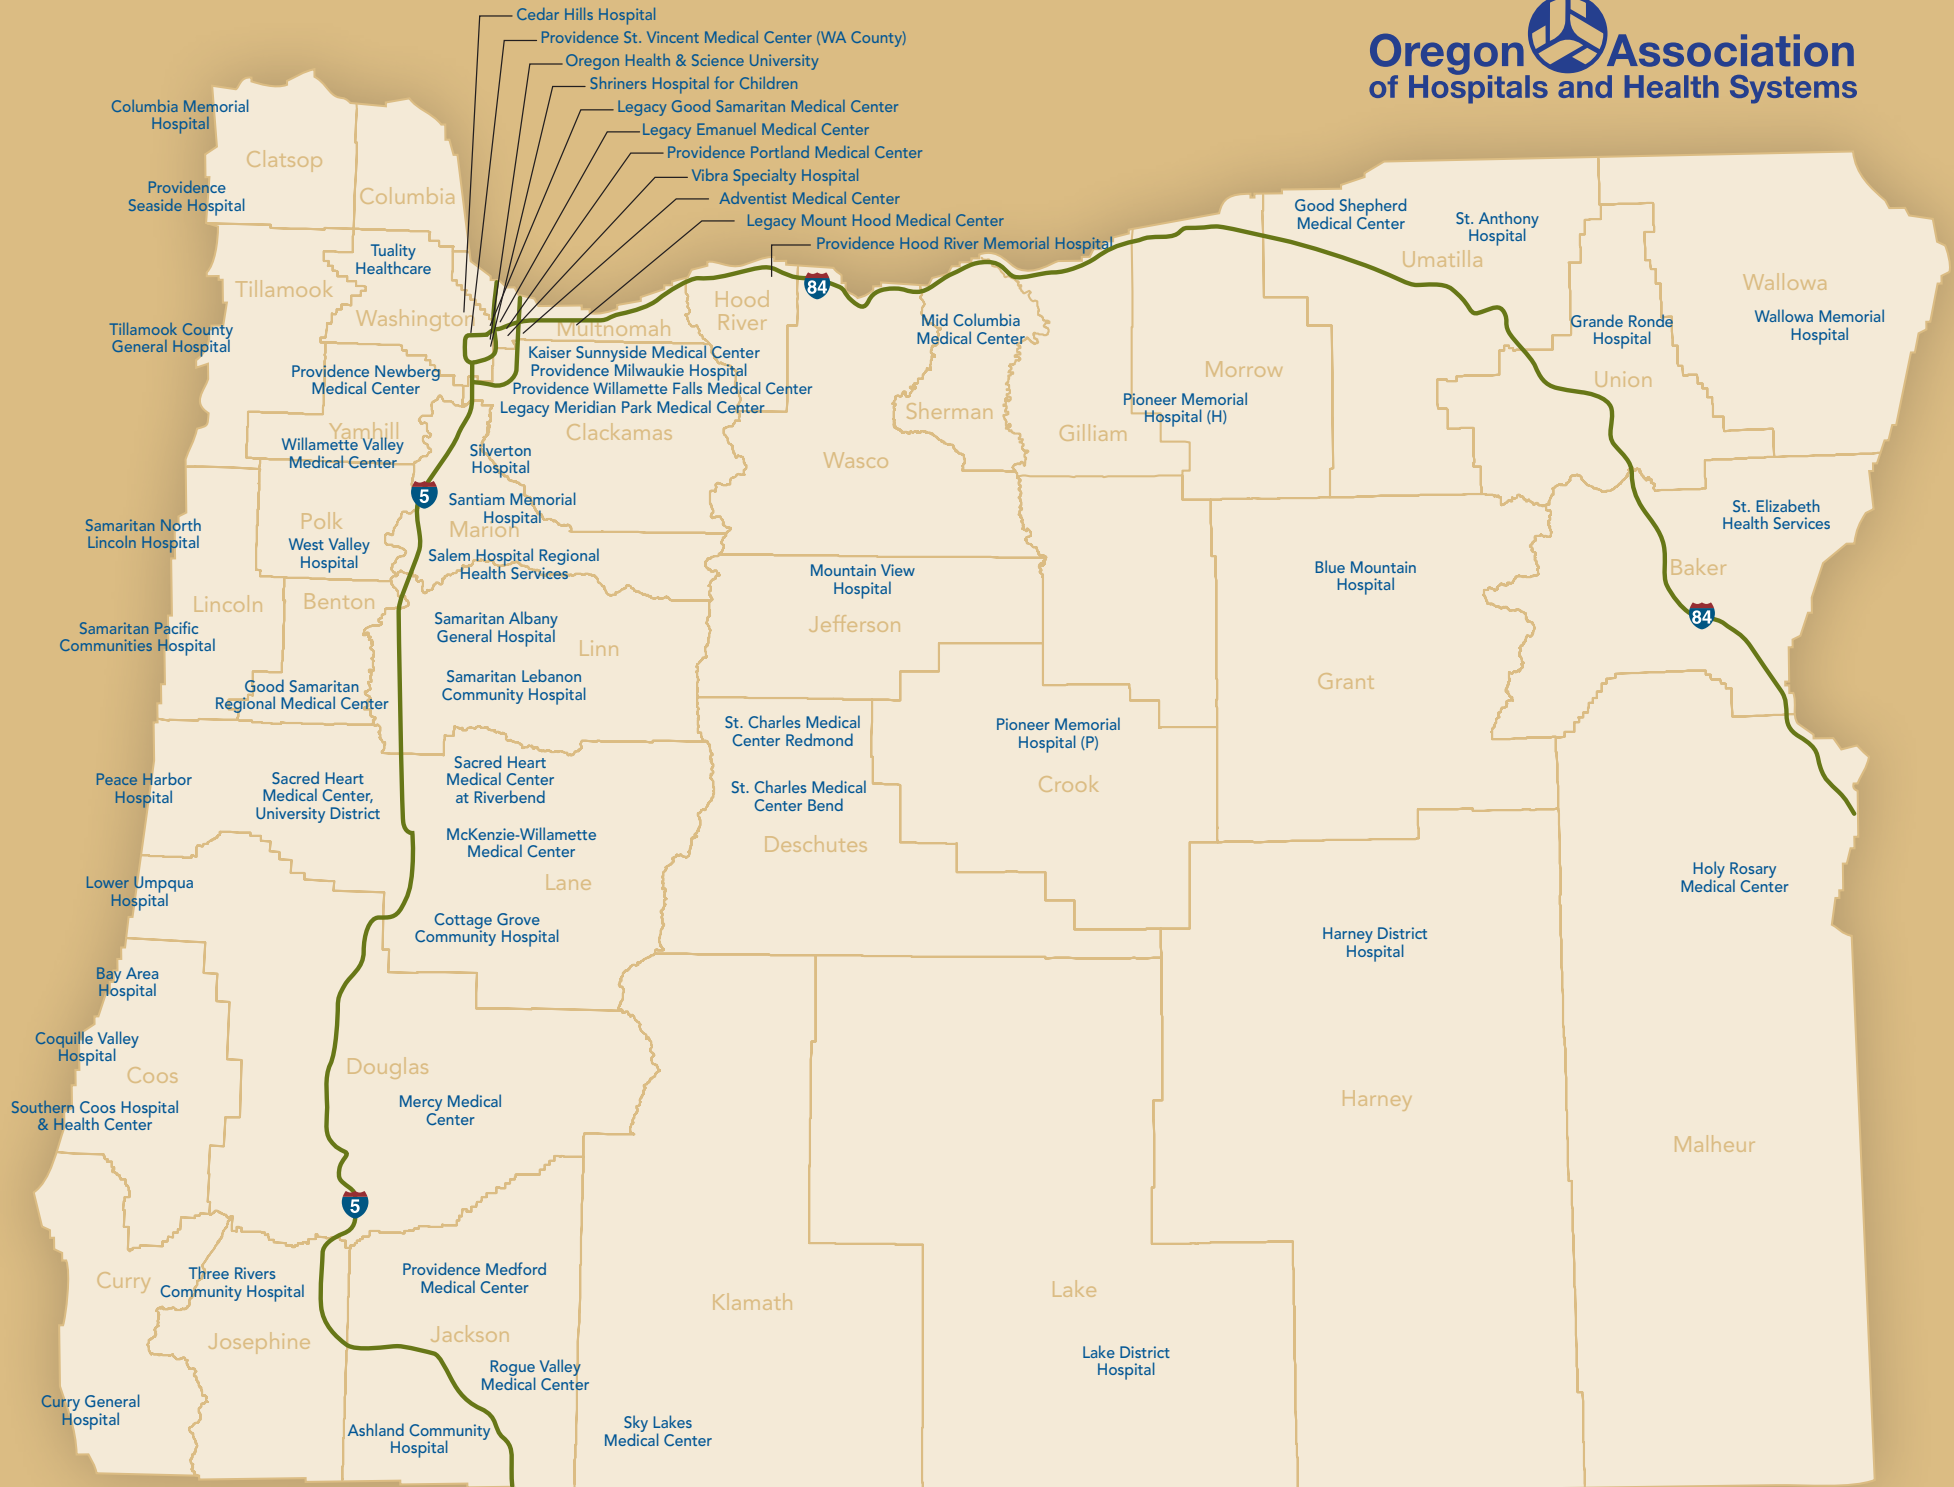 Cedar Hills Hospital
Providence St. Vincent Medical Center (WA County)
Oregon Health & Science University
Shriners Hospital for Children
Legacy Good Samaritan Medical Center
Legacy Emanuel Medical Center
Providence Portland Medical Center
Vibra Specialty Hospital
Adventist Medical Center
Legacy Mount Hood Medical Center
Providence Hood River Memorial Hospital
Oregon Association
of Hospitals and Health Systems
Columbia Memorial
Hospital
Clatsop
Columbia
Providence
Seaside Hospital
Tuality
Healthcare
Tillamook
Washington
Multnomah
Hood
River
84
Good Shepherd
Medical Center
St. Anthony
Hospital
Umatilla
Wallowa
Wallowa Memorial
Hospital
Grande Ronde
Hospital
Union
Tillamook County
General Hospital
Providence Newberg
Medical Center
Kaiser Sunnyside Medical Center
Providence Milwaukie Hospital
Providence Willamette Falls Medical Center
Legacy Meridian Park Medical Center
Clackamas
Mid Columbia
Medical Center
Sherman
Wasco
Gilliam
Morrow
Pioneer Memorial
Hospital (H)
Yamhill
Willamette Valley
Medical Center
Silverton
Hospital
5
Santiam Memorial
Hospital
Marion
Polk
West Valley
Hospital
Salem Hospital Regional
Health Services
Samaritan North
Lincoln Hospital
St. Elizabeth
Health Services
Baker
84
Blue Mountain
Hospital
Grant
Mountain View
Hospital
Jefferson
Lincoln
Benton
Samaritan Albany
General Hospital
Linn
Samaritan Pacific
Communities Hospital
Samaritan Lebanon
Community Hospital
Good Samaritan
Regional Medical Center
St. Charles Medical
Center Redmond
St. Charles Medical
Center Bend
Deschutes
Pioneer Memorial
Hospital (P)
Crook
Peace Harbor
Hospital
Sacred Heart
Medical Center,
University District
Sacred Heart
Medical Center
at Riverbend
McKenzie-Willamette
Medical Center
Lane
Lower Umpqua
Hospital
Cottage Grove
Community Hospital
Holy Rosary
Medical Center
Harney District
Hospital
Bay Area
Hospital
Coquille Valley
Hospital
Coos
Douglas
Mercy Medical
Center
Southern Coos Hospital
& Health Center
Harney
Malheur
5
Curry
Three Rivers
Community Hospital
Josephine
Providence Medford
Medical Center
Jackson
Rogue Valley
Medical Center
Klamath
Lake
Lake District
Hospital
Curry General
Hospital
Ashland Community
Hospital
Sky Lakes
Medical Center